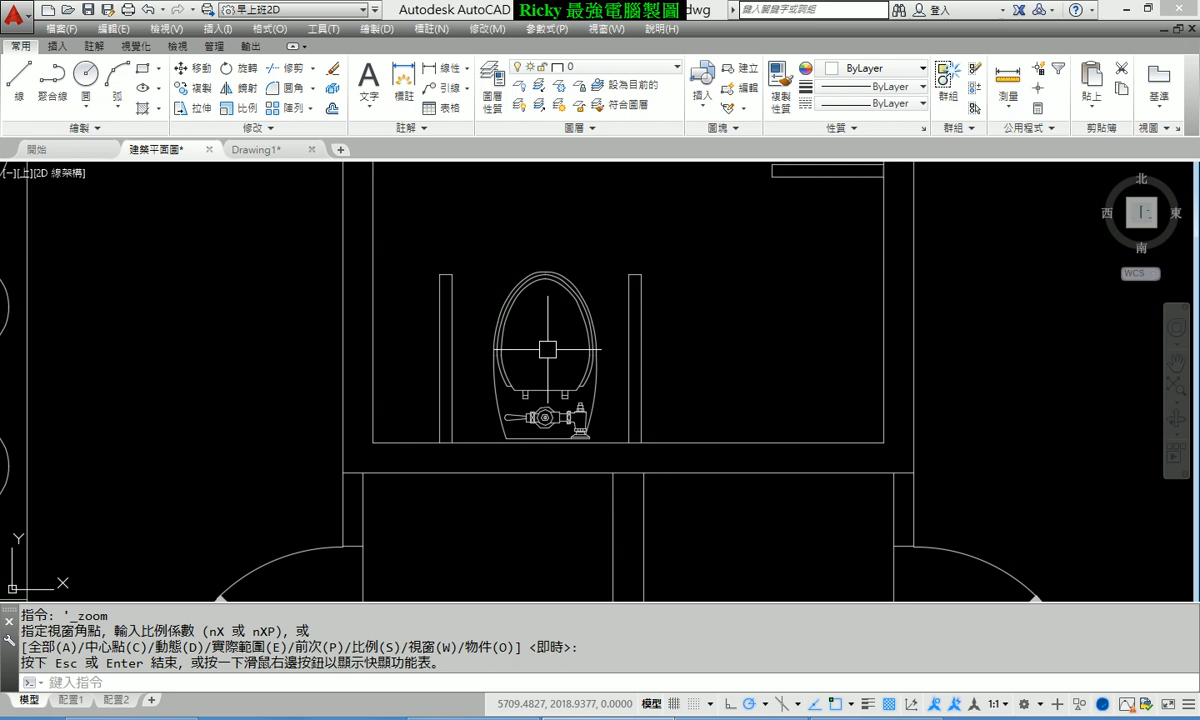 早上班2D
Autodesk AutoCAD
Ricky 最強電腦製圖
dwg
鍵入關鍵字或詞組
登入
檔案(F) 編輯(E) 檢視(V) 插入(I) 格式(O) 工具(T) 繪製(D) 標註(N) 修改(M) 參數式(P) 視窗(W) 說明(H)
常用 插入 註解 視覺化 檢視 管理 輸出
線 聚合線 圓 弧
移動 旋轉 修剪
複製 鏡射 圓角
拉伸 比例 陣列
文字 標註 線性 引線 表格
圖層性質
0
設為目前的
符合圖層
插入 建立 編輯
複製性質
ByLayer
ByLayer
ByLayer
群組 測量 貼上 基準
繪製 修改 註解 圖層 圖塊 性質 群組 公用程式 剪貼簿 視圖
開始 建築平面圖* Drawing1*
[−][上][2D 線架構]
北
西 上 東
南
WCS
Y
X
指令: '_zoom
指定視窗角點, 輸入比例係數 (nX 或 nXP), 或
[全部(A)/中心點(C)/動態(D)/實際範圍(E)/前次(P)/比例(S)/視窗(W)/物件(O)] <即時>:
按下 Esc 或 Enter 結束, 或按一下滑鼠右邊按鈕以顯示快顯功能表。
鍵入指令
模型 配置1 配置2
5709.4827, 2018.9377, 0.0000 模型 1:1